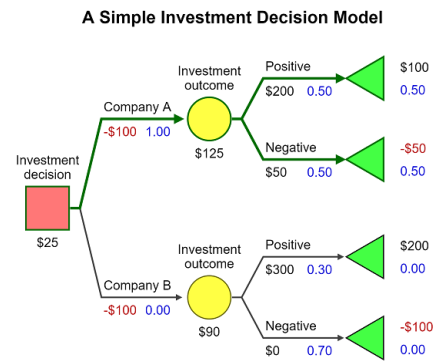 A Simple Investment Decision Model
Investment
decision
$25
Company A
-$100 1.00
Investment
outcome
$125
Positive
$200 0.50
$100
0.50
Negative
$50 0.50
-$50
0.50
Company B
-$100 0.00
Investment
outcome
$90
Positive
$300 0.30
$200
0.00
Negative
$0 0.70
-$100
0.00